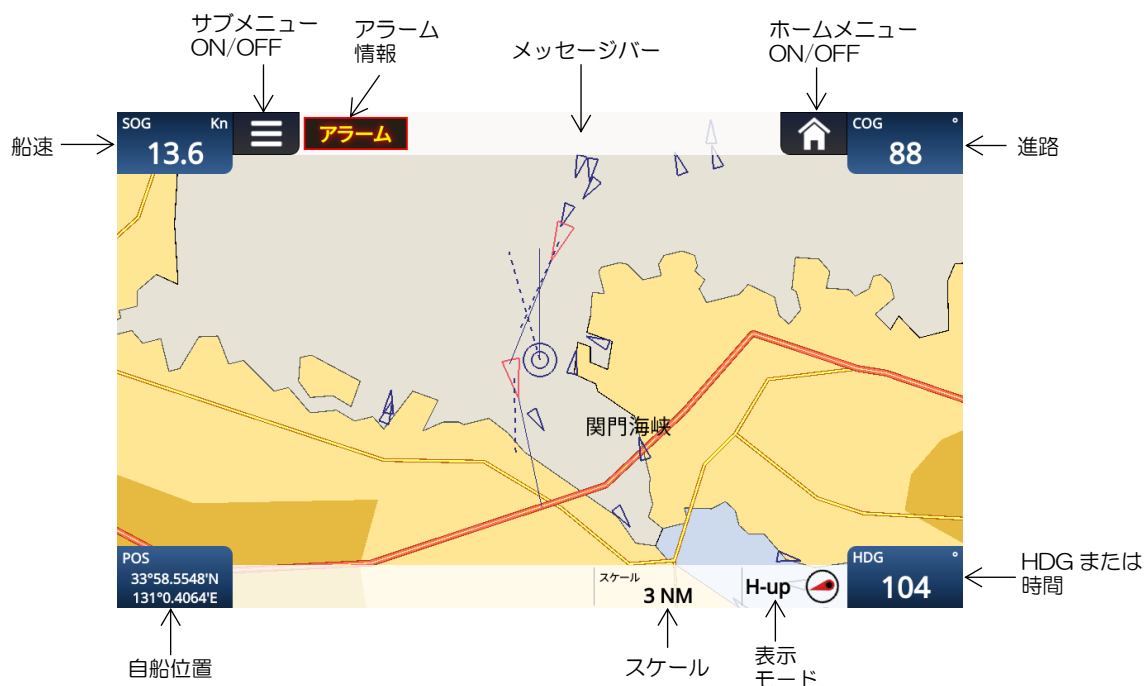 サブメニュー
ON/OFF
アラーム
情報
メッセージバー
ホームメニュー
ON/OFF
船速
SOG Kn
13.6
アラーム
COG °
88
進路
関門海峡
POS
33°58.5548'N
131°0.4064'E
スケール
3 NM
H-up
HDG °
104
HDG または
時間
自船位置
スケール
表示
モード